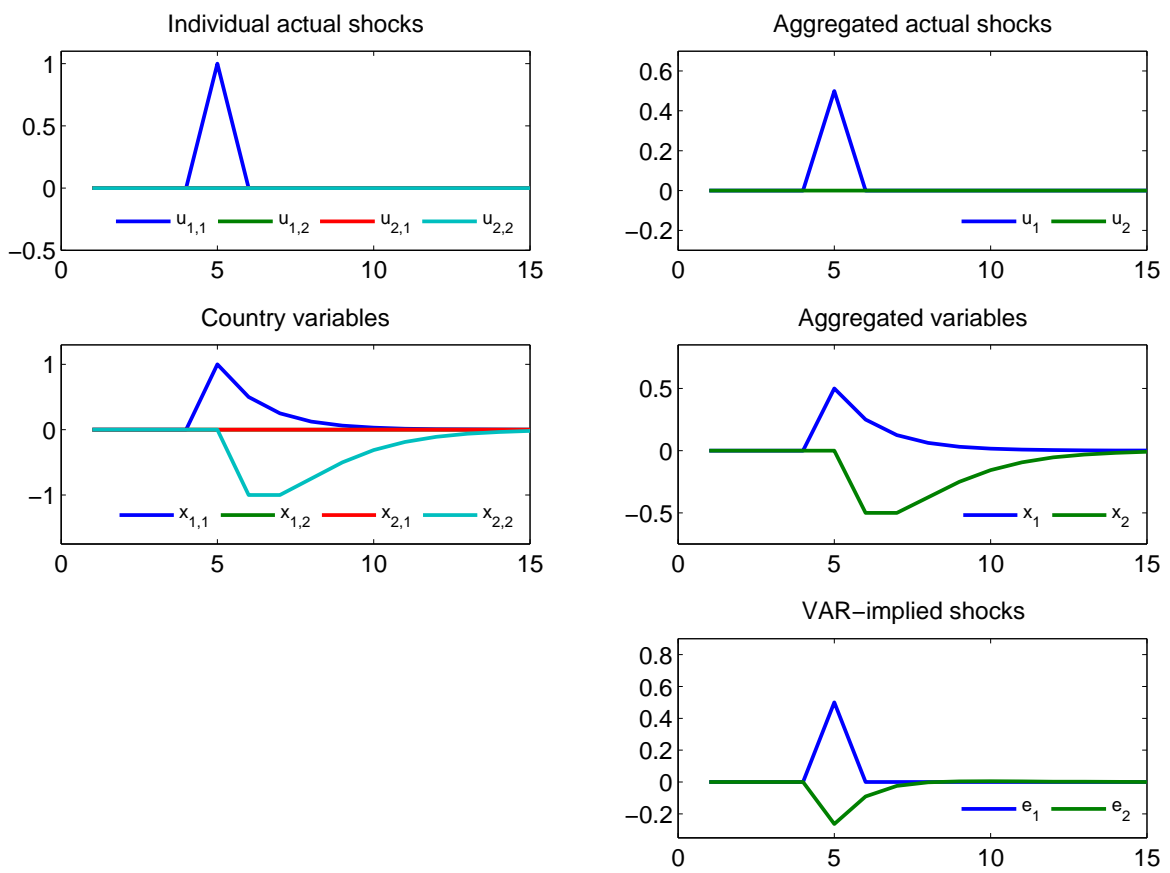 Individual actual shocks
1
0.5
0
−0.5
0 5 10 15
u1,1 u1,2 u2,1 u2,2
Aggregated actual shocks
0.6
0.4
0.2
0
−0.2
0 5 10 15
u1 u2
Country variables
1
0
−1
0 5 10 15
x1,1 x1,2 x2,1 x2,2
Aggregated variables
0.5
0
−0.5
0 5 10 15
x1 x2
VAR−implied shocks
0.8
0.6
0.4
0.2
0
−0.2
0 5 10 15
e1 e2